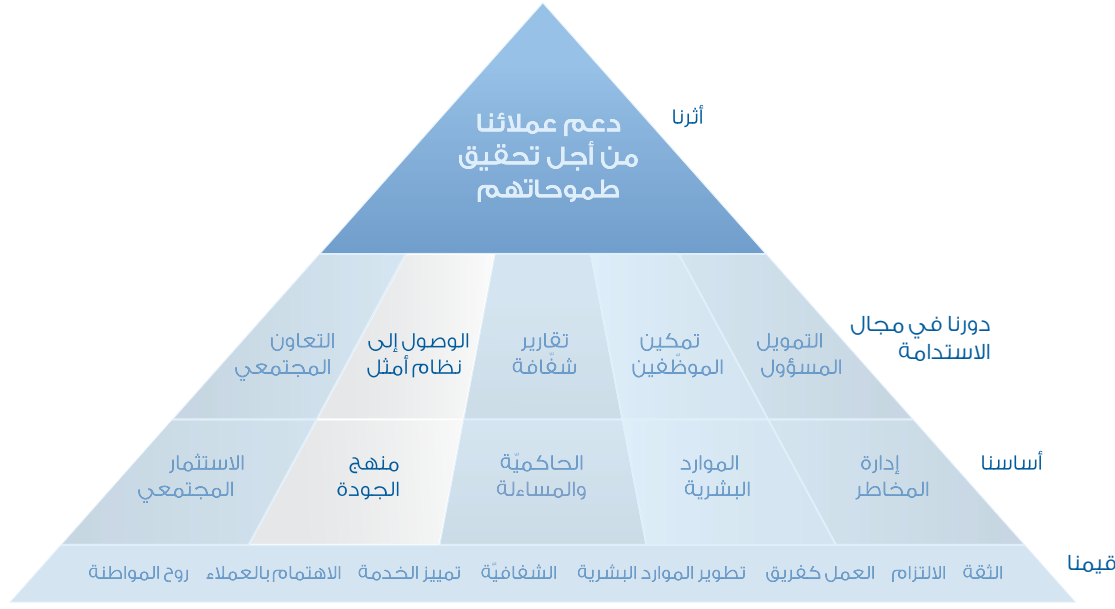 أثرنا
دعم عملائنا
من أجل تحقيق
طموحاتهم
دورنا في مجال
الاستدامة
التمويل
المسؤول
تمكين
الموظّفين
تقارير
شفّافة
الوصول إلى
نظام أمثل
التعاون
المجتمعي
أساسنا
إدارة
المخاطر
الموارد
البشرية
الحاكميّة
والمساءلة
منهج
الجودة
الاستثمار
المجتمعي
قيمنا
الثقة الالتزام العمل كفريق تطوير الموارد البشرية الشفافيّة تمييز الخدمة الاهتمام بالعملاء روح المواطنة